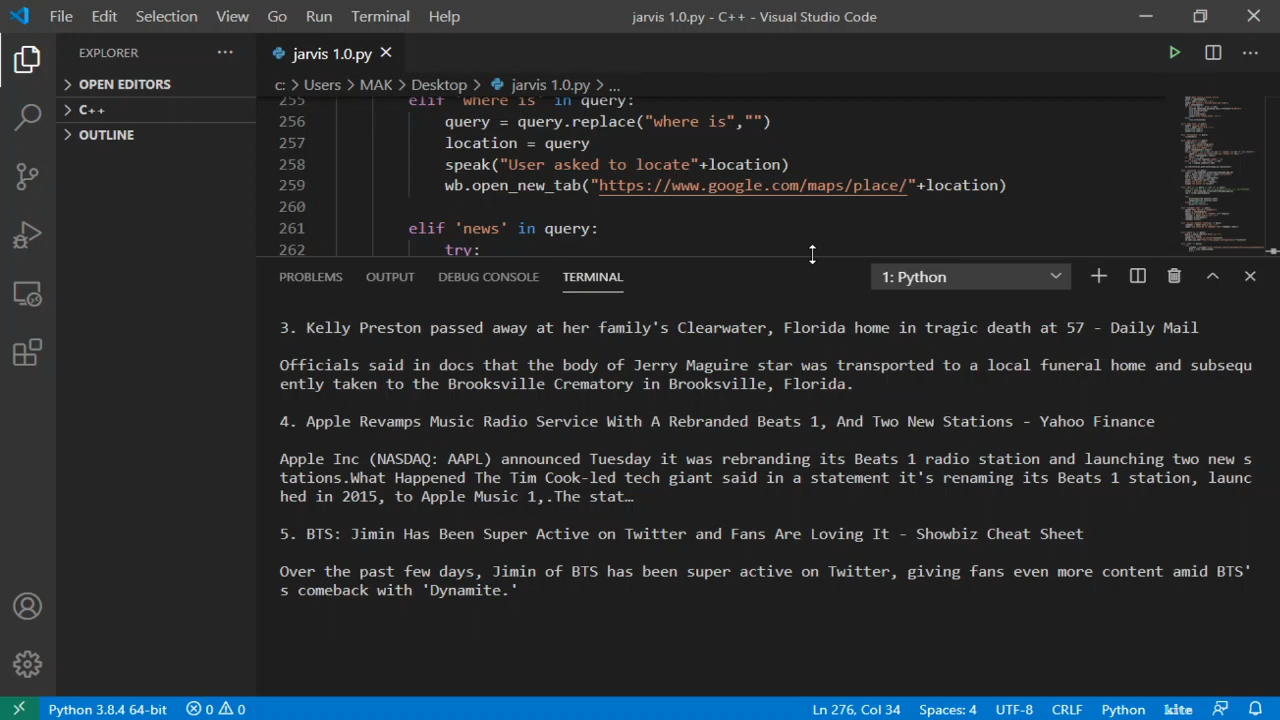 File Edit Selection View Go Run Terminal Help jarvis 1.0.py - C++ - Visual Studio Code
EXPLORER
OPEN EDITORS
C++
OUTLINE
jarvis 1.0.py
c: > Users > MAK > Desktop > jarvis 1.0.py > ...
255 elif 'where is' in query:
256 query = query.replace("where is","")
257 location = query
258 speak("User asked to locate"+location)
259 wb.open_new_tab("https://www.google.com/maps/place/"+location)
260
261 elif 'news' in query:
262 try:
PROBLEMS OUTPUT DEBUG CONSOLE TERMINAL 1: Python
3. Kelly Preston passed away at her family's Clearwater, Florida home in tragic death at 57 - Daily Mail
Officials said in docs that the body of Jerry Maguire star was transported to a local funeral home and subsequ
ently taken to the Brooksville Crematory in Brooksville, Florida.
4. Apple Revamps Music Radio Service With A Rebranded Beats 1, And Two New Stations - Yahoo Finance
Apple Inc (NASDAQ: AAPL) announced Tuesday it was rebranding its Beats 1 radio station and launching two new s
tations.What Happened The Tim Cook-led tech giant said in a statement it's renaming its Beats 1 station, launc
hed in 2015, to Apple Music 1,.The stat…
5. BTS: Jimin Has Been Super Active on Twitter and Fans Are Loving It - Showbiz Cheat Sheet
Over the past few days, Jimin of BTS has been super active on Twitter, giving fans even more content amid BTS'
s comeback with 'Dynamite.'
Python 3.8.4 64-bit 0 0 Ln 276, Col 34 Spaces: 4 UTF-8 CRLF Python kite